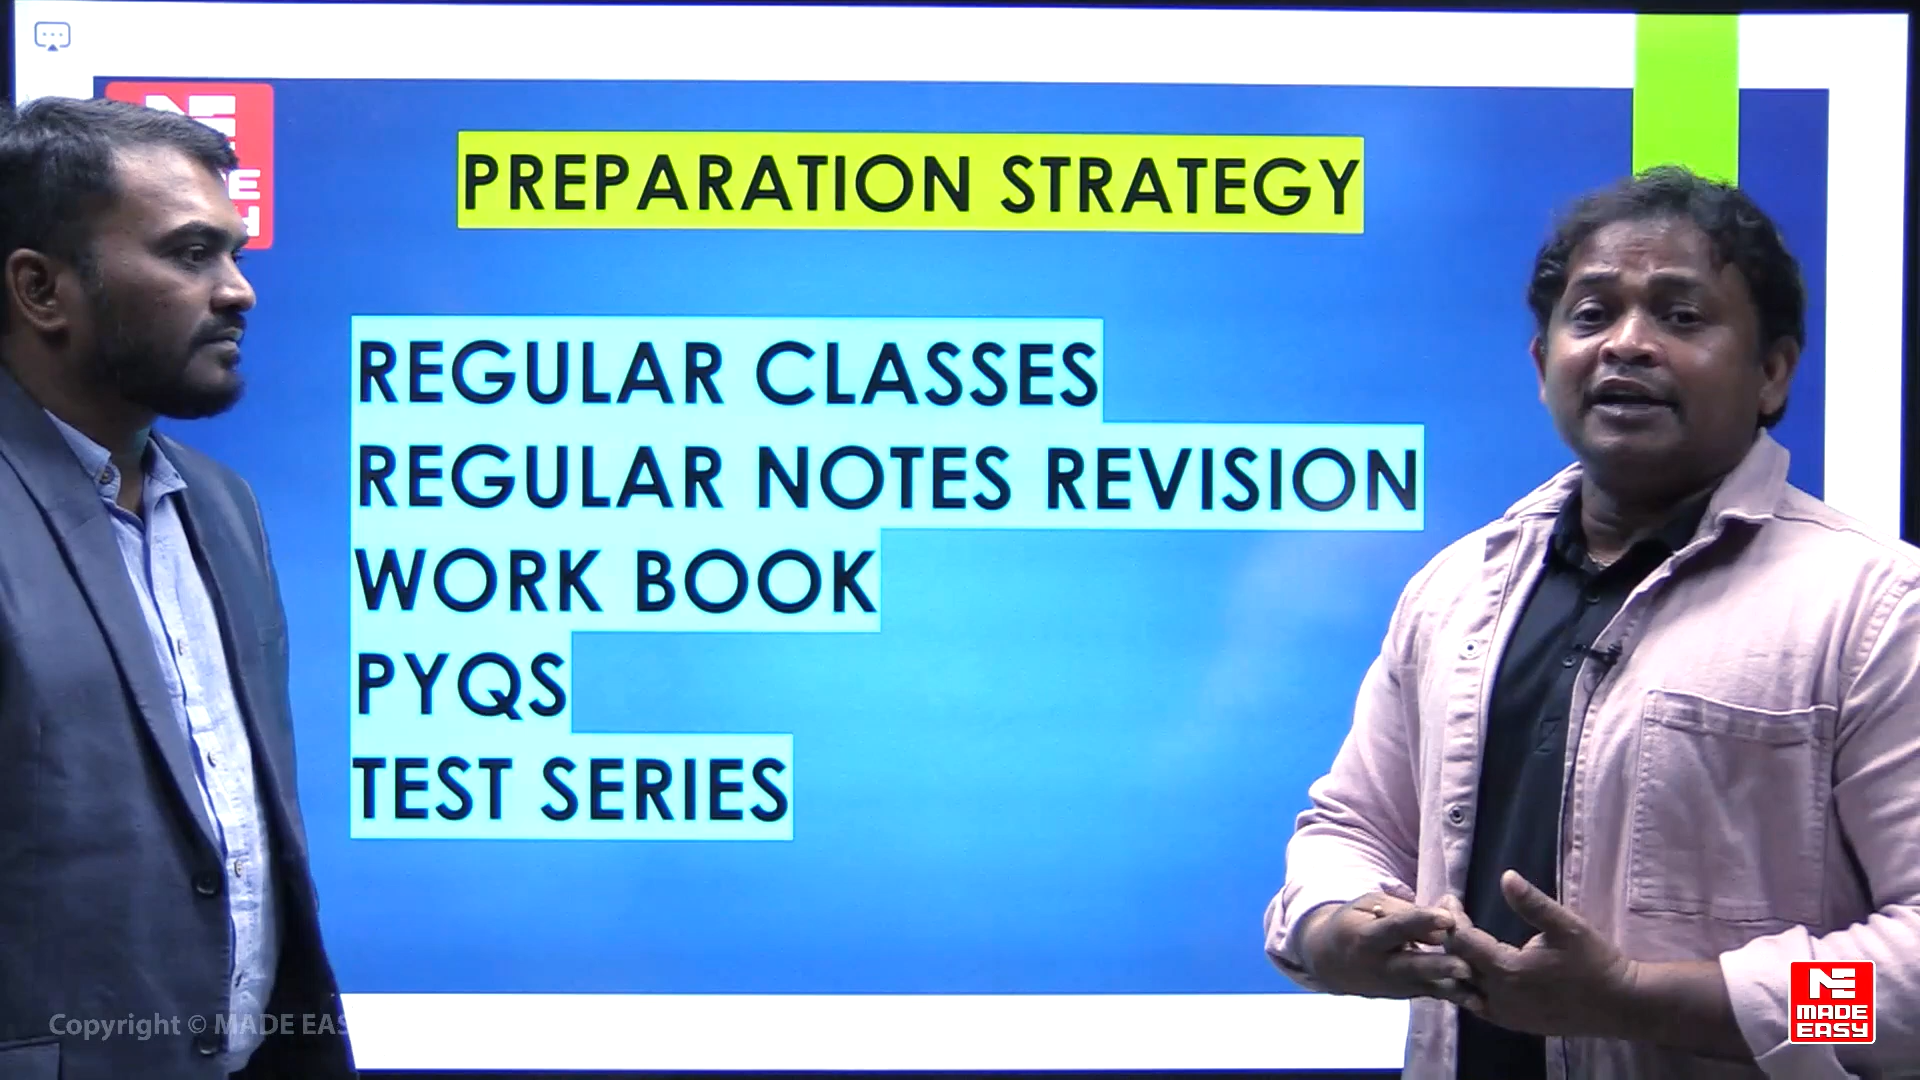 PREPARATION STRATEGY
REGULAR CLASSES
REGULAR NOTES REVISION
WORK BOOK
PYQS
TEST SERIES
Copyright © MADE EAS
MADE
EASY